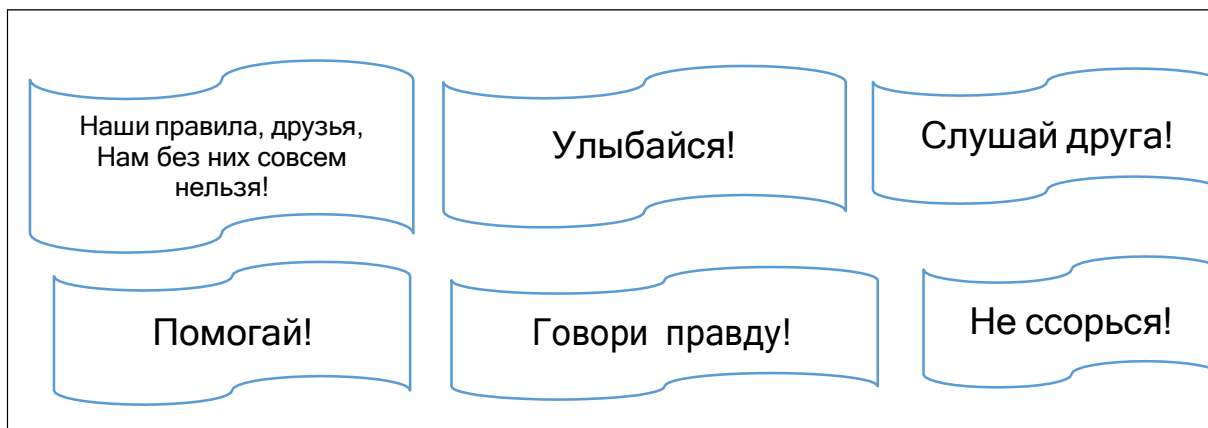 Наши правила, друзья,
Нам без них совсем
нельзя!
Улыбайся!
Слушай друга!
Помогай!
Говори правду!
Не ссорься!